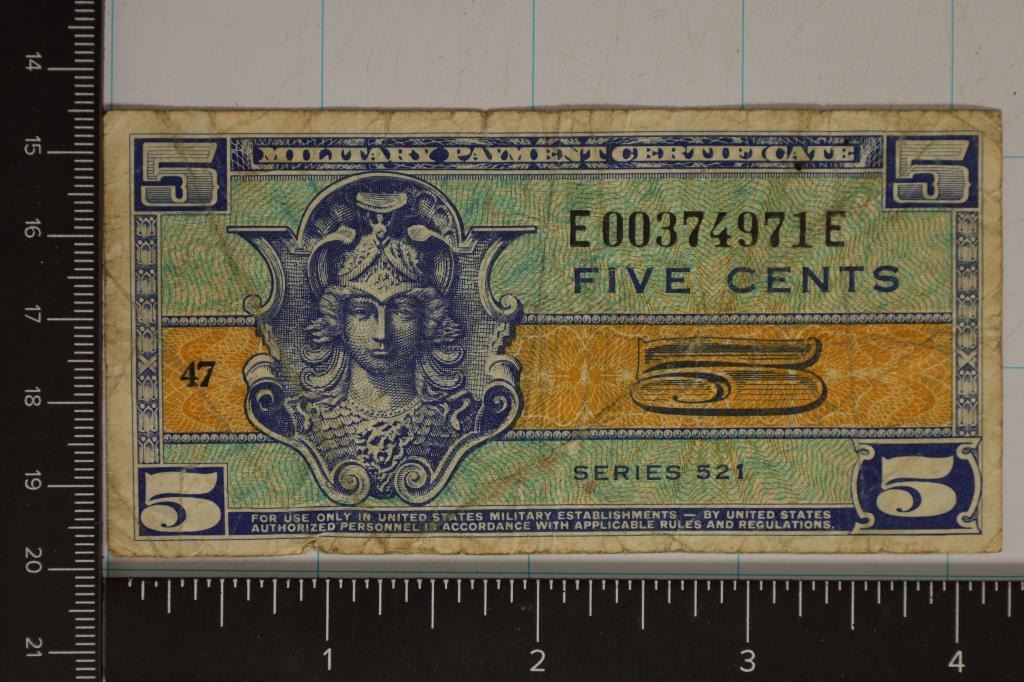 5 MILITARY PAYMENT CERTIFICATE 5
E00374971E
FIVE CENTS
47 5
SERIES 521
5 5
FOR USE ONLY IN UNITED STATES MILITARY ESTABLISHMENTS — BY UNITED STATES
AUTHORIZED PERSONNEL IN ACCORDANCE WITH APPLICABLE RULES AND REGULATIONS.
14
15
16
17
18
19
20
21
1 2 3 4